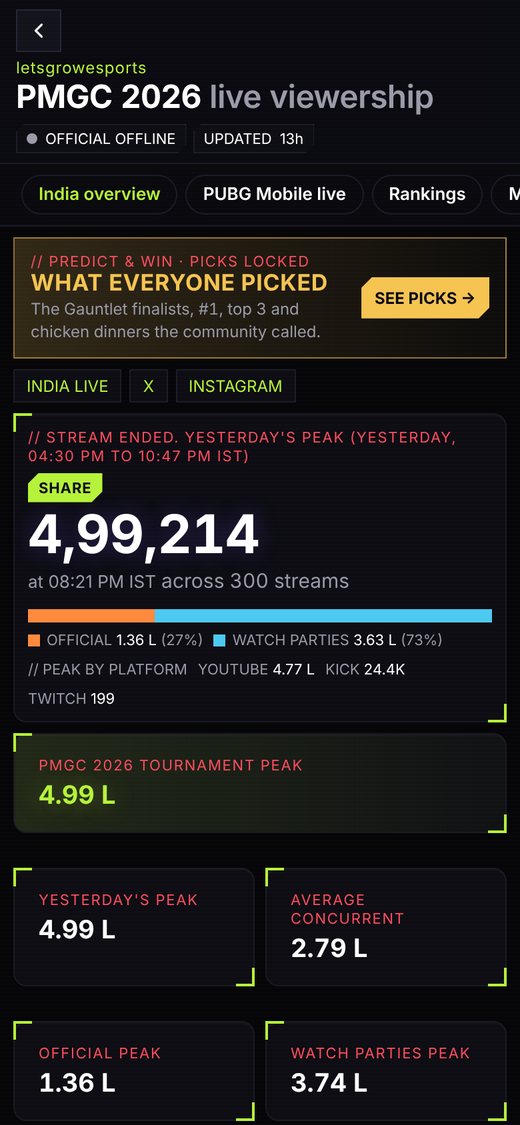 letsgrowesports
PMGC 2026 live viewership
OFFICIAL OFFLINE UPDATED 13h
India overview PUBG Mobile live Rankings M
// PREDICT & WIN · PICKS LOCKED
WHAT EVERYONE PICKED
The Gauntlet finalists, #1, top 3 and
chicken dinners the community called.
SEE PICKS →
INDIA LIVE X INSTAGRAM
// STREAM ENDED. YESTERDAY'S PEAK (YESTERDAY,
04:30 PM TO 10:47 PM IST)
SHARE
4,99,214
at 08:21 PM IST across 300 streams
OFFICIAL 1.36 L (27%) WATCH PARTIES 3.63 L (73%)
// PEAK BY PLATFORM YOUTUBE 4.77 L KICK 24.4K
TWITCH 199
PMGC 2026 TOURNAMENT PEAK
4.99 L
YESTERDAY'S PEAK
4.99 L
AVERAGE
CONCURRENT
2.79 L
OFFICIAL PEAK
1.36 L
WATCH PARTIES PEAK
3.74 L